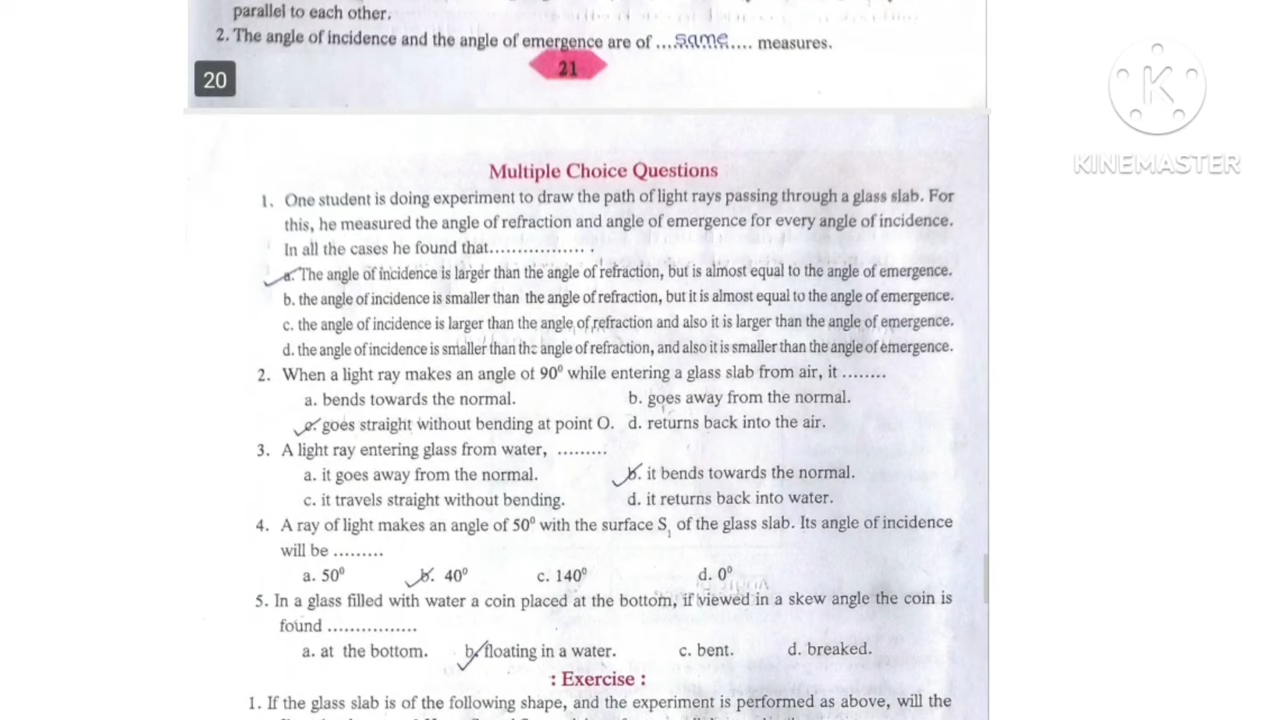 parallel to each other.
2. The angle of incidence and the angle of emergence are of ...same.... measures.
21
20
KINEMASTER
Multiple Choice Questions
1. One student is doing experiment to draw the path of light rays passing through a glass slab. For
this, he measured the angle of refraction and angle of emergence for every angle of incidence.
In all the cases he found that................. .
a. The angle of incidence is larger than the angle of refraction, but is almost equal to the angle of emergence.
b. the angle of incidence is smaller than the angle of refraction, but it is almost equal to the angle of emergence.
c. the angle of incidence is larger than the angle of refraction and also it is larger than the angle of emergence.
d. the angle of incidence is smaller than the angle of refraction, and also it is smaller than the angle of emergence.
2. When a light ray makes an angle of 90⁰ while entering a glass slab from air, it ........
a. bends towards the normal. b. goes away from the normal.
c. goes straight without bending at point O. d. returns back into the air.
3. A light ray entering glass from water, .........
a. it goes away from the normal. b. it bends towards the normal.
c. it travels straight without bending. d. it returns back into water.
4. A ray of light makes an angle of 50⁰ with the surface S₁ of the glass slab. Its angle of incidence
will be .........
a. 50⁰ b. 40⁰ c. 140⁰ d. 0⁰
5. In a glass filled with water a coin placed at the bottom, if viewed in a skew angle the coin is
found ................
a. at the bottom. b. floating in a water. c. bent. d. breaked.
: Exercise :
1. If the glass slab is of the following shape, and the experiment is performed as above, will the